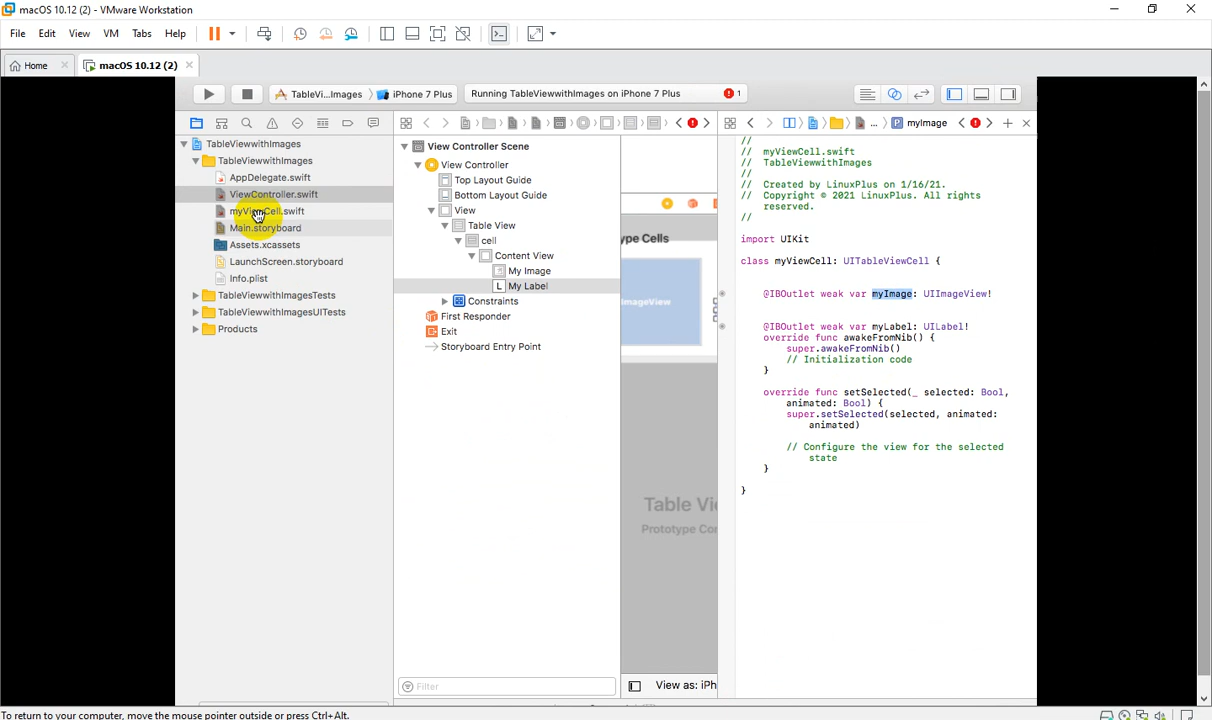 macOS 10.12 (2) - VMware Workstation
File Edit View VM Tabs Help
Home macOS 10.12 (2)
TableVi...Images iPhone 7 Plus Running TableViewwithImages on iPhone 7 Plus 1
... myImage
TableViewwithImages
TableViewwithImages
AppDelegate.swift
ViewController.swift
myViewCell.swift
Main.storyboard
Assets.xcassets
LaunchScreen.storyboard
Info.plist
TableViewwithImagesTests
TableViewwithImagesUITests
Products
View Controller Scene
View Controller
Top Layout Guide
Bottom Layout Guide
View
Table View
cell
Content View
My Image
L My Label
Constraints
First Responder
Exit
Storyboard Entry Point
Filter
ype Cells
mageView
Table Vi
Prototype Con
View as: iPh
//
// myViewCell.swift
// TableViewwithImages
//
// Created by LinuxPlus on 1/16/21.
// Copyright © 2021 LinuxPlus. All rights
reserved.
//
import UIKit
class myViewCell: UITableViewCell {
@IBOutlet weak var myImage: UIImageView!
@IBOutlet weak var myLabel: UILabel!
override func awakeFromNib() {
super.awakeFromNib()
// Initialization code
}
override func setSelected(_ selected: Bool,
animated: Bool) {
super.setSelected(selected, animated:
animated)
// Configure the view for the selected
state
}
}
To return to your computer, move the mouse pointer outside or press Ctrl+Alt.